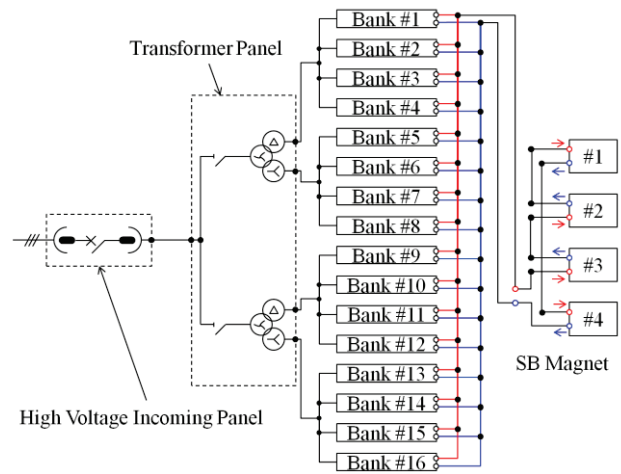 Transformer Panel
Bank #1
Bank #2
Bank #3
Bank #4
Bank #5
Bank #6
Bank #7
Bank #8
Bank #9
Bank #10
Bank #11
Bank #12
Bank #13
Bank #14
Bank #15
Bank #16
#1
#2
#3
#4
SB Magnet
High Voltage Incoming Panel